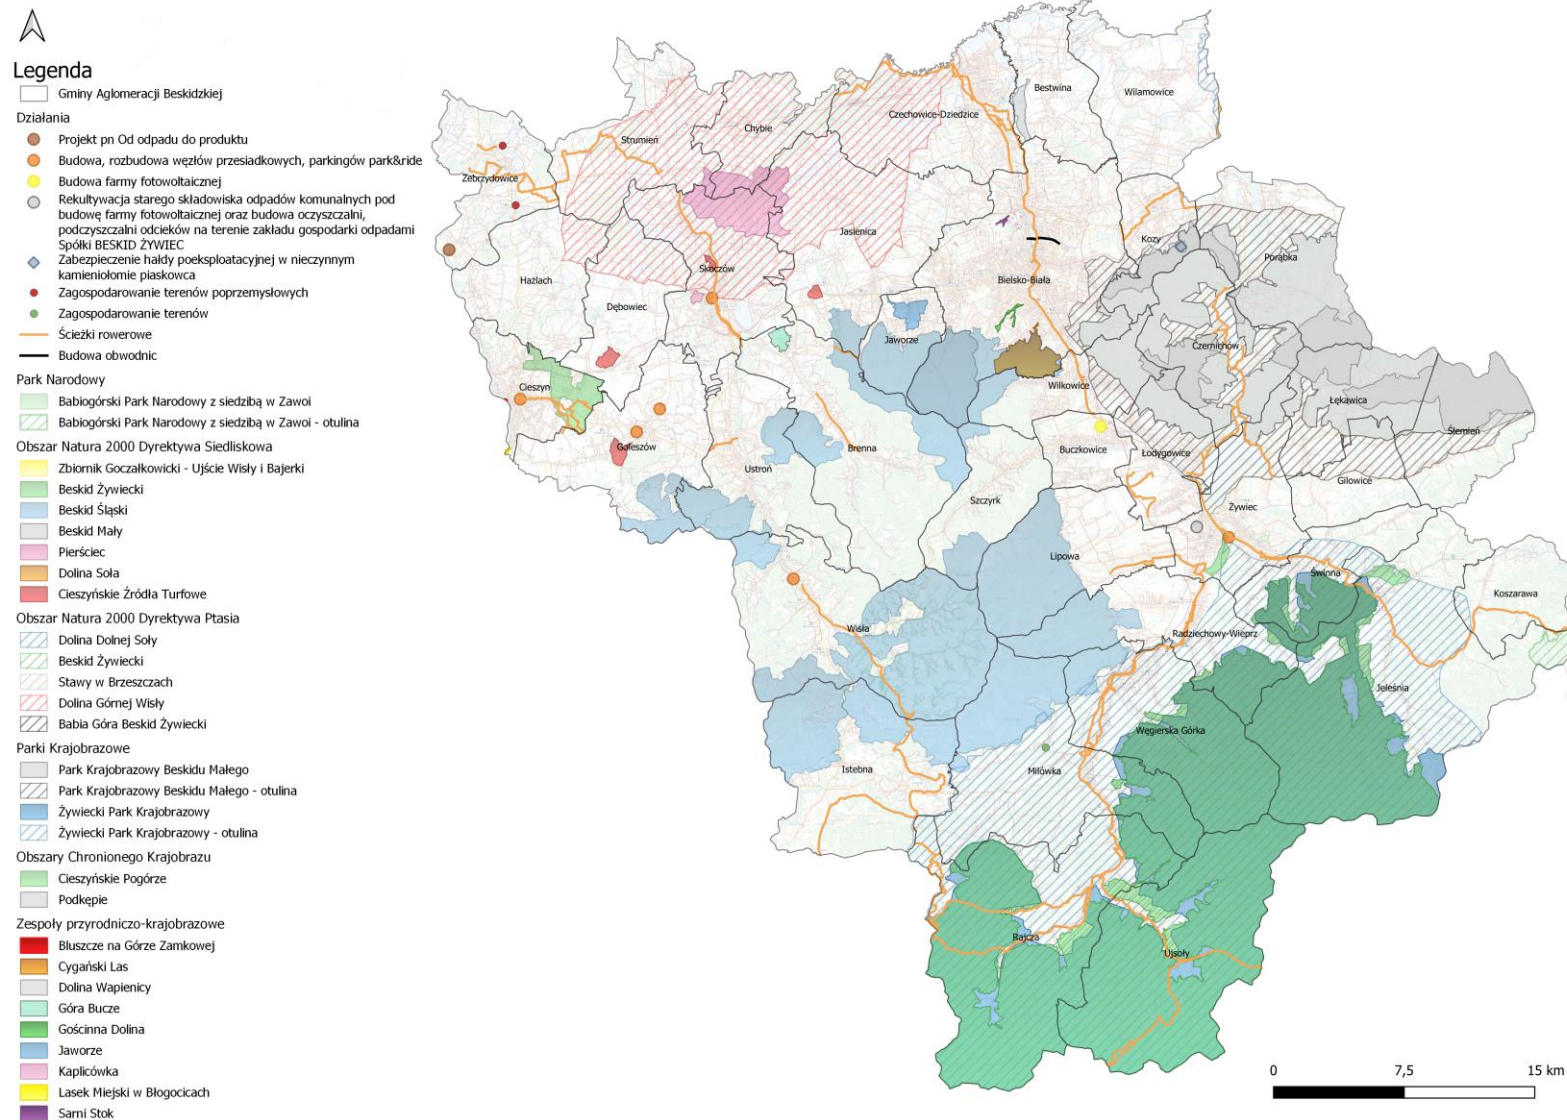 Legenda
Gminy Aglomeracji Beskidzkiej
Działania
Projekt pn Od odpadu do produktu
Budowa, rozbudowa węzłów przesiadkowych, parkingów park&ride
Budowa farmy fotowoltaicznej
Rekultywacja starego składowiska odpadów komunalnych pod
budowę farmy fotowoltaicznej oraz budowa oczyszczalni,
podczyszczalni odcieków na terenie zakładu gospodarki odpadami
Spółki BESKID ŻYWIEC
Zabezpieczenie hałdy poeksploatacyjnej w nieczynnym
kamieniołomie piaskowca
Zagospodarowanie terenów poprzemysłowych
Zagospodarowanie terenów
Ścieżki rowerowe
Budowa obwodnic
Park Narodowy
Babiogórski Park Narodowy z siedzibą w Zawoi
Babiogórski Park Narodowy z siedzibą w Zawoi - otulina
Obszar Natura 2000 Dyrektywa Siedliskowa
Zbiornik Goczałkowicki - Ujście Wisły i Bajerki
Beskid Żywiecki
Beskid Śląski
Beskid Mały
Pierściec
Dolina Soła
Cieszyńskie Źródła Turfowe
Obszar Natura 2000 Dyrektywa Ptasia
Dolina Dolnej Soły
Beskid Żywiecki
Stawy w Brzeszczach
Dolina Górnej Wisły
Babia Góra Beskid Żywiecki
Parki Krajobrazowe
Park Krajobrazowy Beskidu Małego
Park Krajobrazowy Beskidu Małego - otulina
Żywiecki Park Krajobrazowy
Żywiecki Park Krajobrazowy - otulina
Obszary Chronionego Krajobrazu
Cieszyńskie Pogórze
Podkępie
Zespoły przyrodniczo-krajobrazowe
Bluszcze na Górze Zamkowej
Cygański Las
Dolina Wapienicy
Góra Bucze
Gościnna Dolina
Jaworze
Kaplicówka
Lasek Miejski w Błogocicach
Sarni Stok
Bestwina
Wilamowice
Czechowice-Dziedzice
Chybie
Strumień
Zebrzydowice
Jasienica
Kozy
Porąbka
Skoczów
Hażlach
Bielsko-Biała
Dębowiec
Jaworze
Czernichów
Cieszyn
Wilkowice
Łękawica
Ślemień
Goleszów
Brenna
Buczkowice
Łodygowice
Ustroń
Gilowice
Szczyrk
Żywiec
Lipowa
Świnna
Koszarawa
Wisła
Radziechowy-Wieprz
Jeleśnia
Węgierska Górka
Istebna
Milówka
Rajcza
Ujsoły
0
7,5
15 km